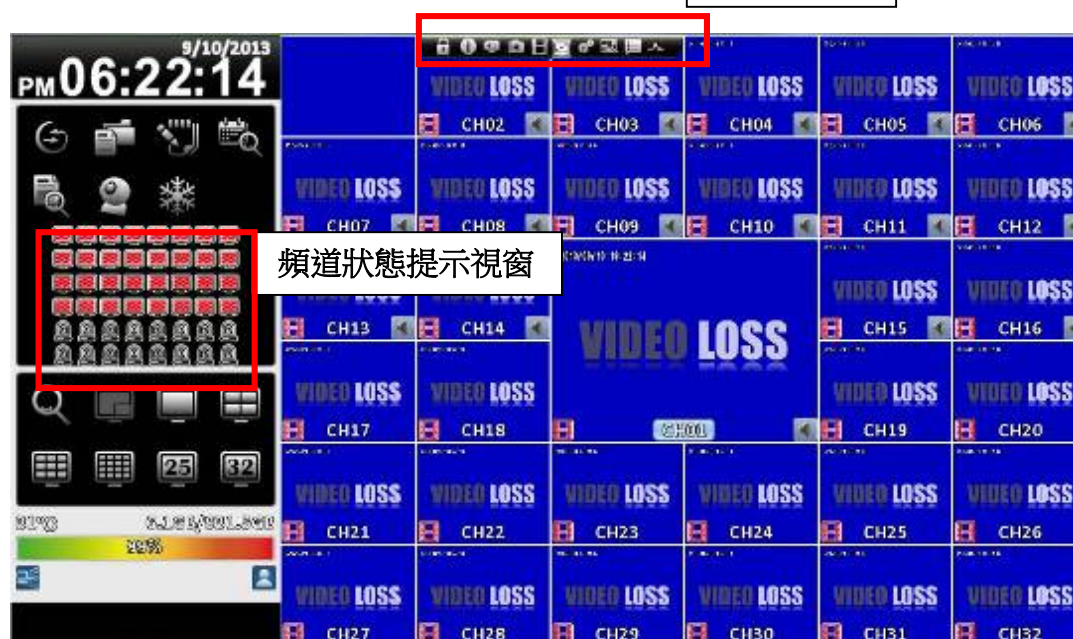 9/10/2013
PM 06:22:14
VIDEO LOSS VIDEO LOSS VIDEO LOSS VIDEO LOSS VIDEO LOSS
CH02 CH03 CH04 CH05 CH06
VIDEO LOSS VIDEO LOSS VIDEO LOSS VIDEO LOSS VIDEO LOSS VIDEO LOSS
CH07 CH08 CH09 CH10 CH11 CH12
頻道狀態提示視窗
VIDEO LOSS VIDEO LOSS
CH13 CH14 CH15 CH16
VIDEO LOSS
VIDEO LOSS VIDEO LOSS VIDEO LOSS VIDEO LOSS
CH17 CH18 CH01 CH19 CH20
25 32
VIDEO LOSS VIDEO LOSS VIDEO LOSS VIDEO LOSS VIDEO LOSS VIDEO LOSS
CH21 CH22 CH23 CH24 CH25 CH26
VIDEO LOSS VIDEO LOSS VIDEO LOSS VIDEO LOSS VIDEO LOSS VIDEO LOSS
CH27 CH28 CH29 CH30 CH31 CH32